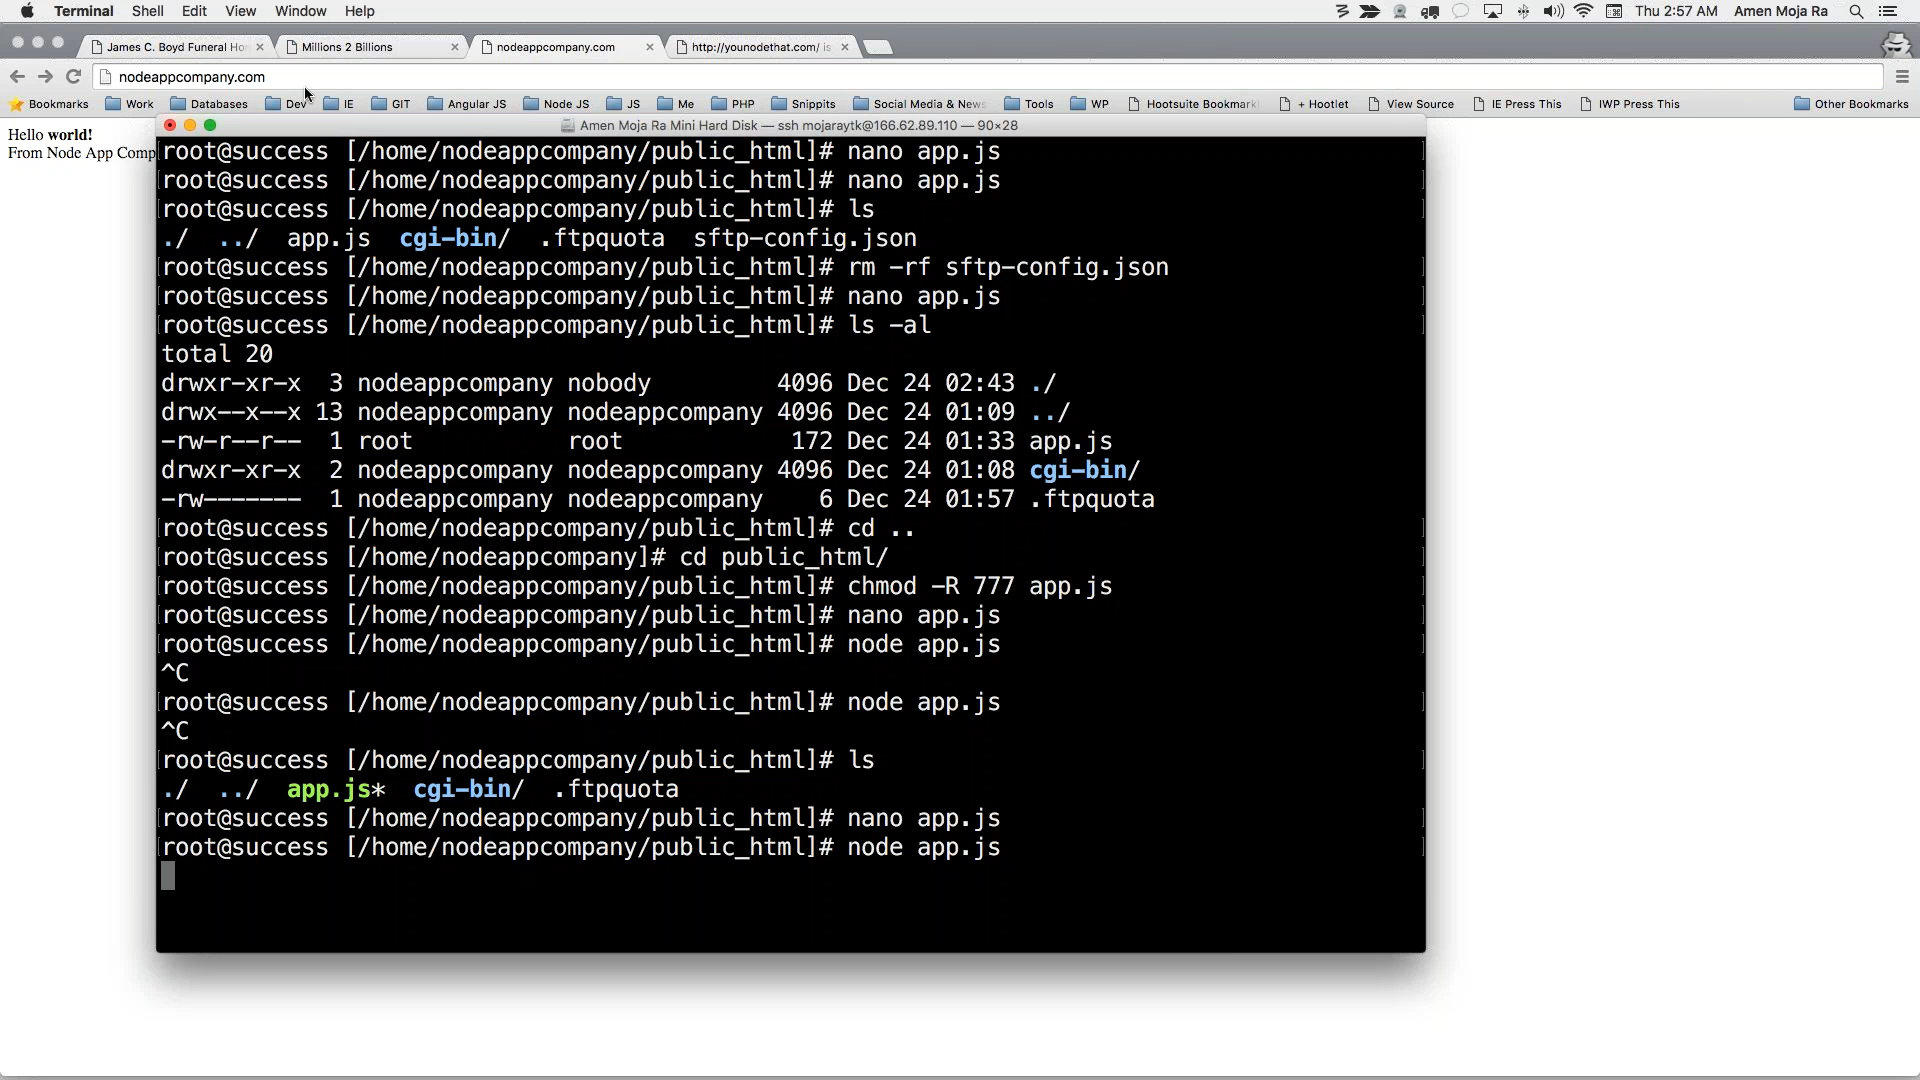 Terminal Shell Edit View Window Help Thu 2:57 AM Amen Moja Ra
James C. Boyd Funeral Hon Millions 2 Billions nodeappcompany.com http://younodethat.com/ is
nodeappcompany.com
Bookmarks Work Databases Dev IE GIT Angular JS Node JS JS Me PHP Snippits Social Media & News Tools WP Hootsuite Bookmark + Hootlet View Source IE Press This IWP Press This Other Bookmarks
Hello world!
From Node App Comp
Amen Moja Ra Mini Hard Disk — ssh mojaraytk@166.62.89.110 — 90×28
root@success [/home/nodeappcompany/public_html]# nano app.js
root@success [/home/nodeappcompany/public_html]# nano app.js
root@success [/home/nodeappcompany/public_html]# ls
./ ../ app.js cgi-bin/ .ftpquota sftp-config.json
root@success [/home/nodeappcompany/public_html]# rm -rf sftp-config.json
root@success [/home/nodeappcompany/public_html]# nano app.js
root@success [/home/nodeappcompany/public_html]# ls -al
total 20
drwxr-xr-x 3 nodeappcompany nobody 4096 Dec 24 02:43 ./
drwx--x--x 13 nodeappcompany nodeappcompany 4096 Dec 24 01:09 ../
-rw-r--r-- 1 root root 172 Dec 24 01:33 app.js
drwxr-xr-x 2 nodeappcompany nodeappcompany 4096 Dec 24 01:08 cgi-bin/
-rw------- 1 nodeappcompany nodeappcompany 6 Dec 24 01:57 .ftpquota
root@success [/home/nodeappcompany/public_html]# cd ..
root@success [/home/nodeappcompany]# cd public_html/
root@success [/home/nodeappcompany/public_html]# chmod -R 777 app.js
root@success [/home/nodeappcompany/public_html]# nano app.js
root@success [/home/nodeappcompany/public_html]# node app.js
^C
root@success [/home/nodeappcompany/public_html]# node app.js
^C
root@success [/home/nodeappcompany/public_html]# ls
./ ../ app.js* cgi-bin/ .ftpquota
root@success [/home/nodeappcompany/public_html]# nano app.js
root@success [/home/nodeappcompany/public_html]# node app.js